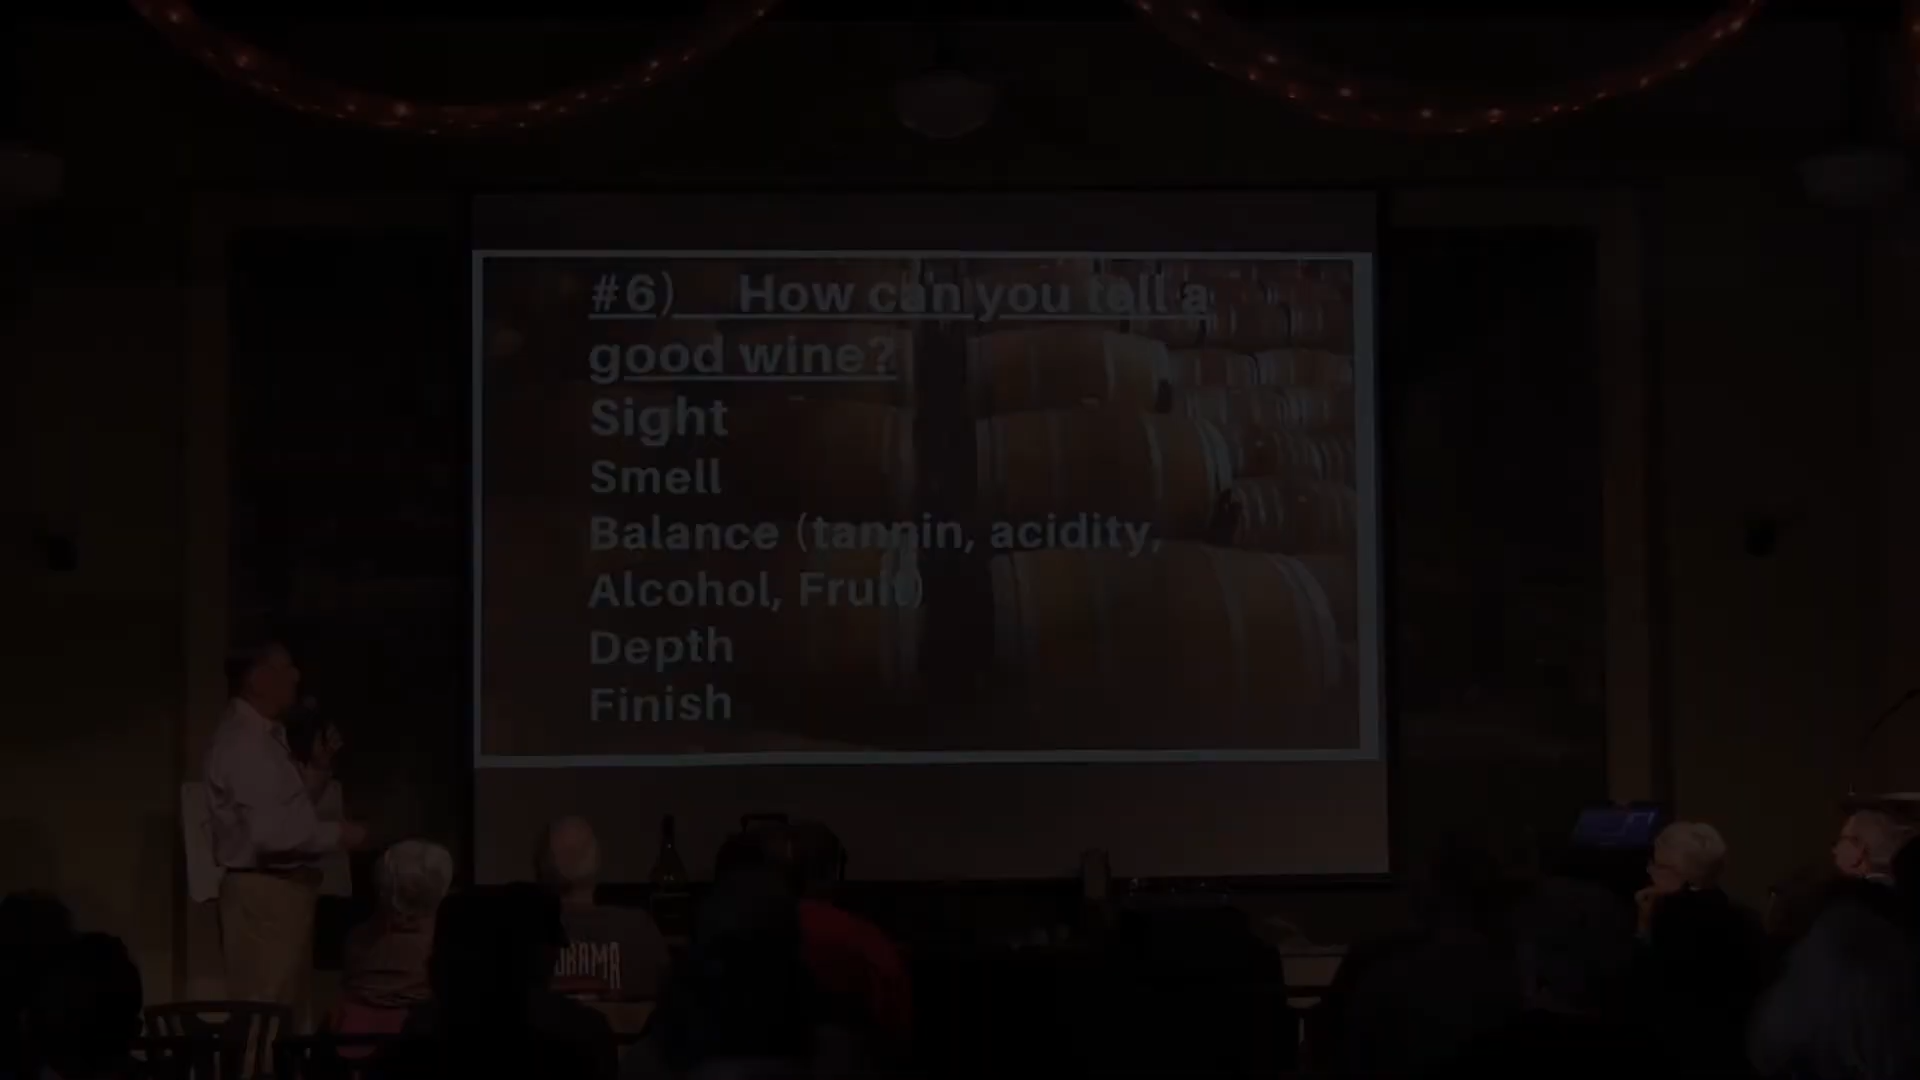 #6) How can you tell a
good wine?
Sight
Smell
Balance (tannin, acidity,
Alcohol, Fruit)
Depth
Finish